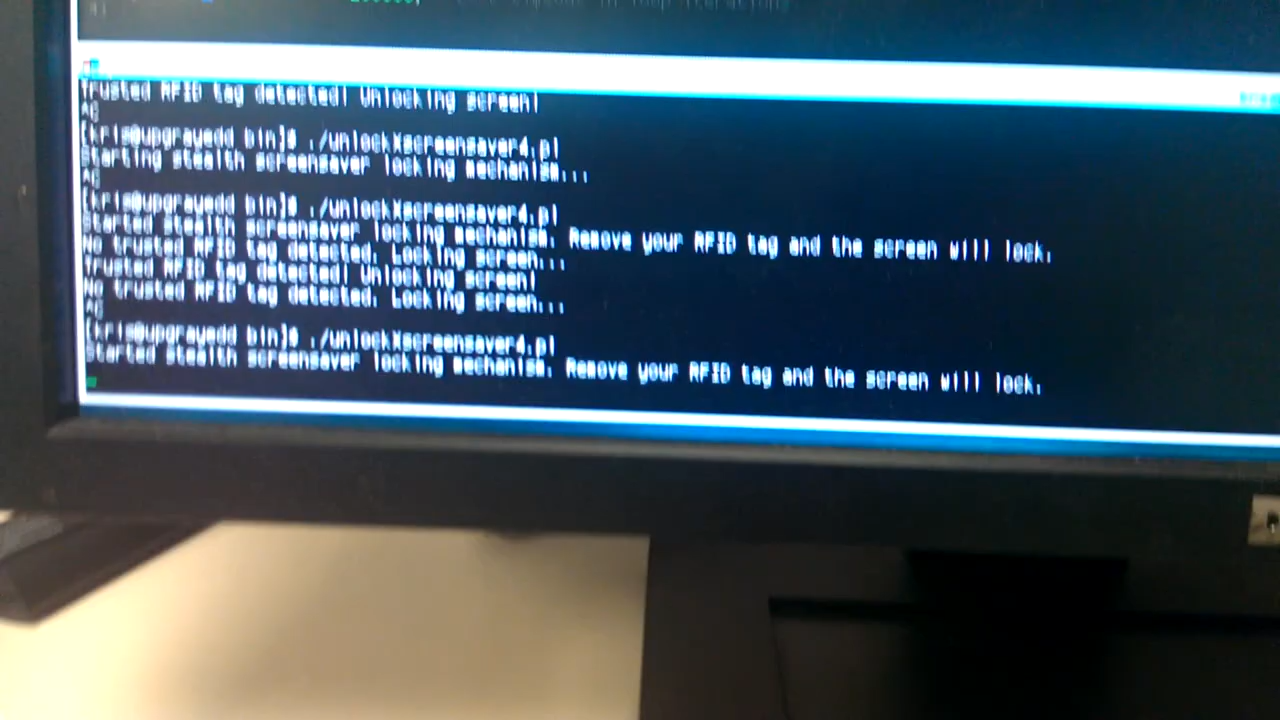 Trusted RFID tag detected! Unlocking screen!
^C
[kris@upgrayedd bin]$ ./unlockXscreensaver4.pl
Starting stealth screensaver locking mechanism...
^C
[kris@upgrayedd bin]$ ./unlockXscreensaver4.pl
Started stealth screensaver locking mechanism. Remove your RFID tag and the screen will lock.
No trusted RFID tag detected. Locking screen...
Trusted RFID tag detected! Unlocking screen!
No trusted RFID tag detected. Locking screen...
^C
[kris@upgrayedd bin]$ ./unlockXscreensaver4.pl
Started stealth screensaver locking mechanism. Remove your RFID tag and the screen will lock.